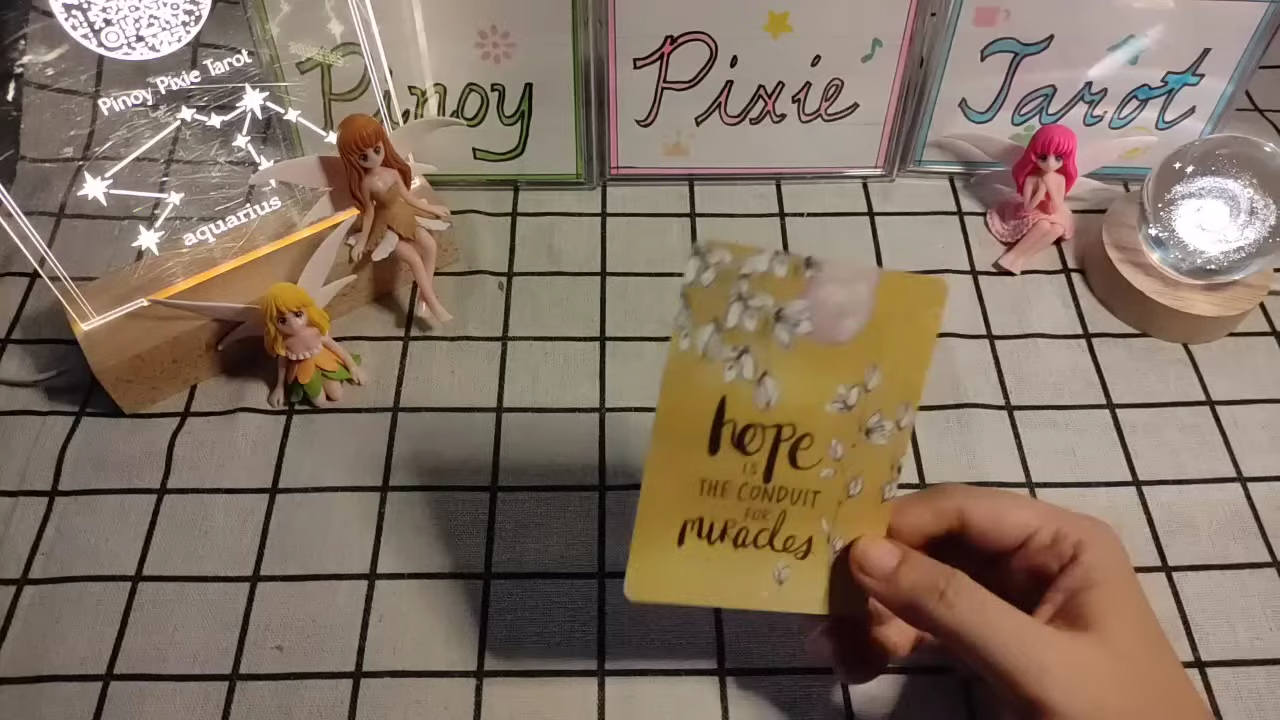 Pinoy Pixie Tarot
aquarius
Pinoy
Pixie
Tarot
hope
IS
THE CONDUIT
FOR
miracles